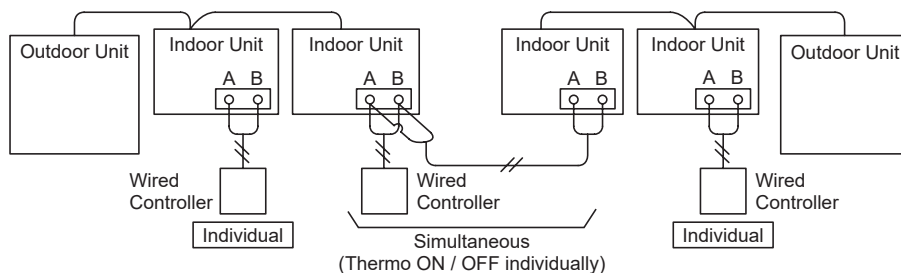 Outdoor Unit
Indoor Unit
Indoor Unit
Indoor Unit
Indoor Unit
Outdoor Unit
A B
A B
A B
A B
Wired
Controller
Wired
Controller
Wired
Controller
Individual
Simultaneous
(Thermo ON / OFF individually)
Individual